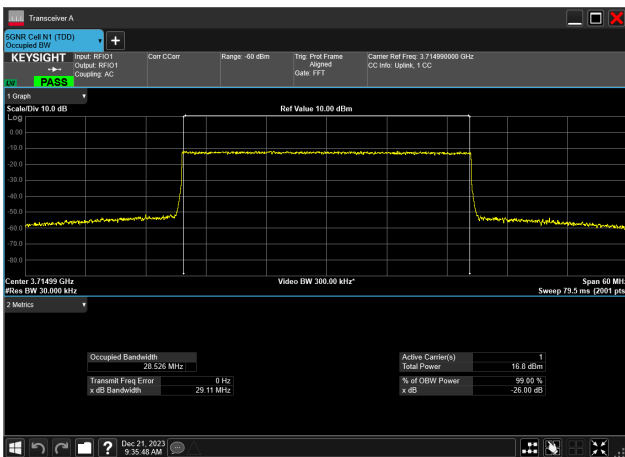 Transceiver A
5GNR Cell N1 (TDD)
Occupied BW
KEYSIGHT
Input: RFIO1
Output: RFIO1
Coupling: AC
Corr CCorr
Range: -60 dBm
Trig: Prot Frame
Aligned
Gate: FFT
Carrier Ref Freq: 3.714990000 GHz
CC Info: Uplink, 1 CC
PASS
1 Graph
Scale/Div 10.0 dB
Ref Value 10.00 dBm
Log
0.00
-10.0
-20.0
-30.0
-40.0
-50.0
-60.0
-70.0
-80.0
Center 3.71499 GHz
Video BW 300.00 kHz*
Span 60 MHz
#Res BW 30.000 kHz
Sweep 79.5 ms (2001 pts
2 Metrics
Occupied Bandwidth
28.526 MHz
Active Carrier(s) 1
Total Power 16.8 dBm
Transmit Freq Error 0 Hz
x dB Bandwidth 29.11 MHz
% of OBW Power 99.00 %
x dB -26.00 dB
Dec 21, 2023
9:35:48 AM